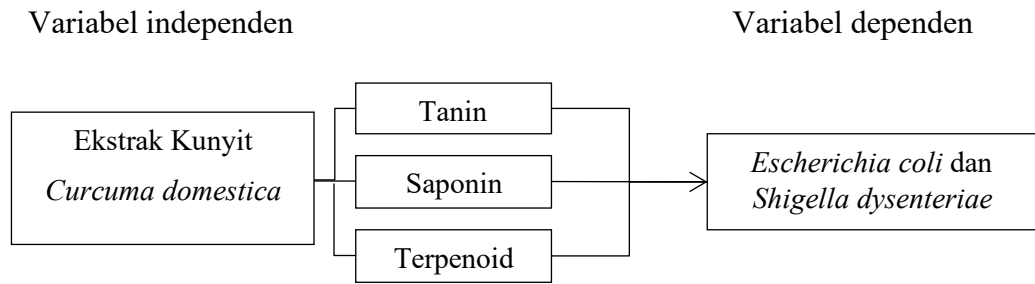 Variabel independen
Variabel dependen
Ekstrak Kunyit
Curcuma domestica
Tanin
Saponin
Terpenoid
Escherichia coli dan
Shigella dysenteriae